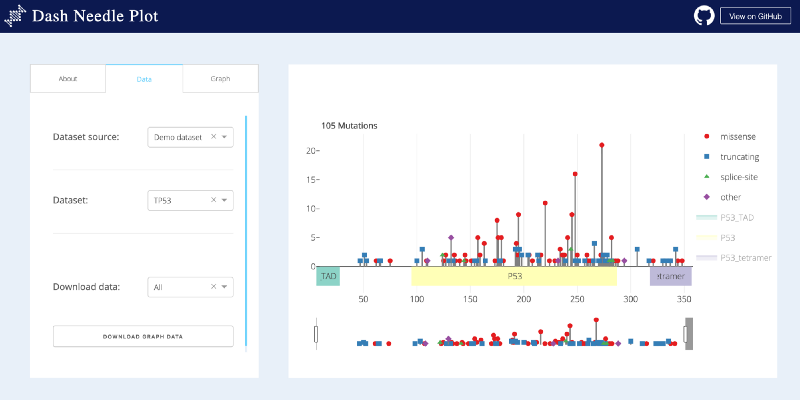 Dash Needle Plot
View on GitHub
About
Data
Graph
Dataset source:
Demo dataset
×
Dataset:
TP53
×
Download data:
All
×
DOWNLOAD GRAPH DATA
105 Mutations
20
15
10
5
0
TAD
P53
rtramer
50
100
150
200
250
300
350
missense
truncating
splice-site
other
P53_TAD
P53
P53_tetramer